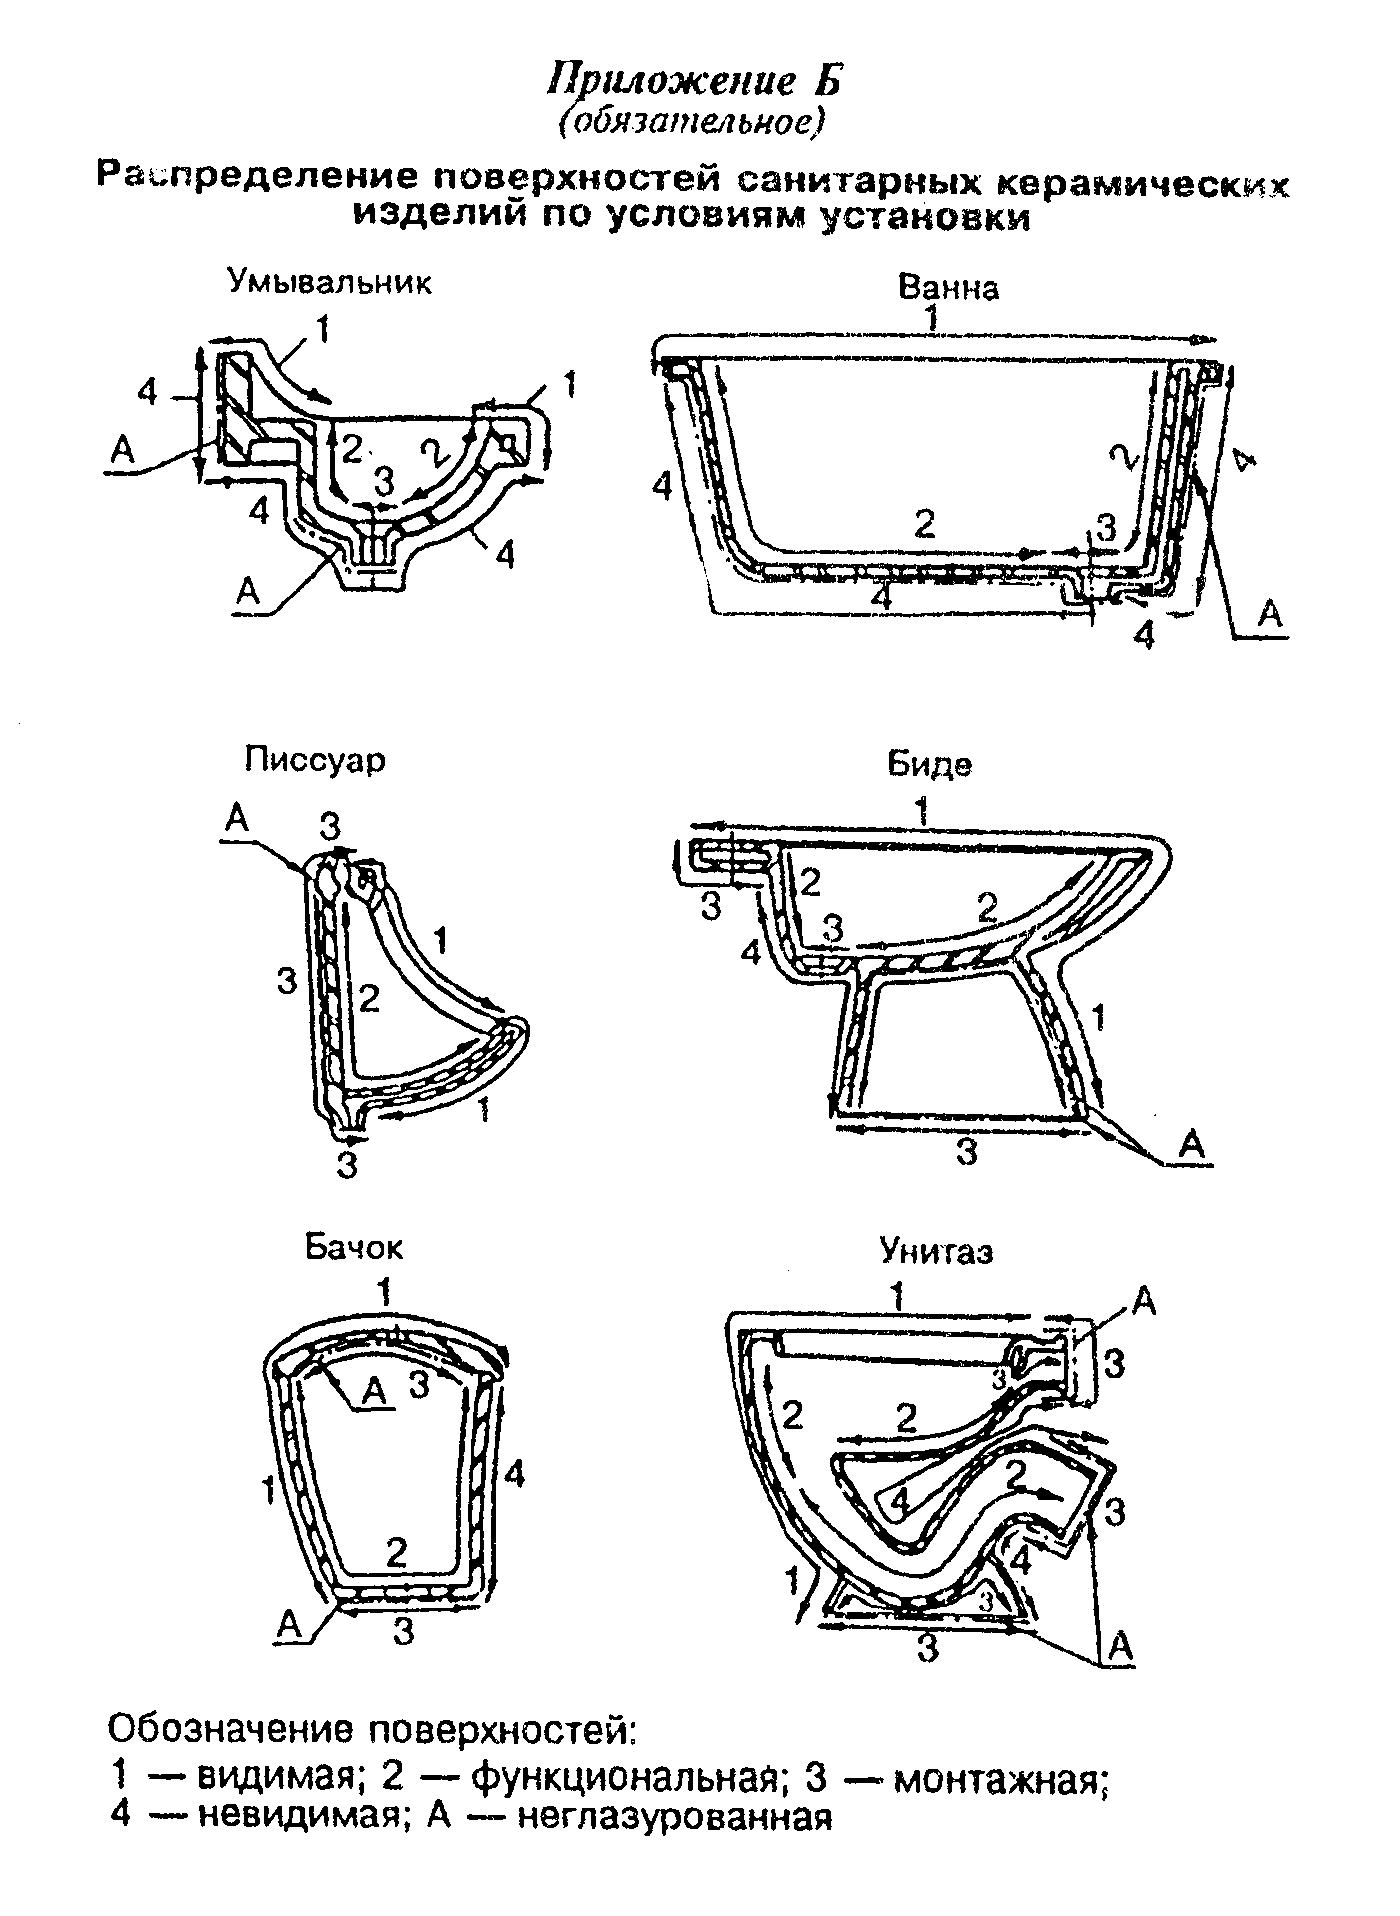 Приложение Б
(обязательное)
Распределение поверхностей санитарных керамических
изделий по условиям установки
Умывальник
1
4
А
2
2
3
1
4
А
4
Ванна
1
4
2
2
3
4
4
4
А
Писсуар
А
3
1
3
2
1
3
Биде
1
3
2
2
3
4
1
3
А
Бачок
1
А
3
1
4
2
А
3
Унитаз
1
А
3
3
2
2
2
4
3
1
4
3
3
А
Обозначение поверхностей:
1 — видимая; 2 — функциональная; 3 — монтажная;
4 — невидимая; А — неглазурованная